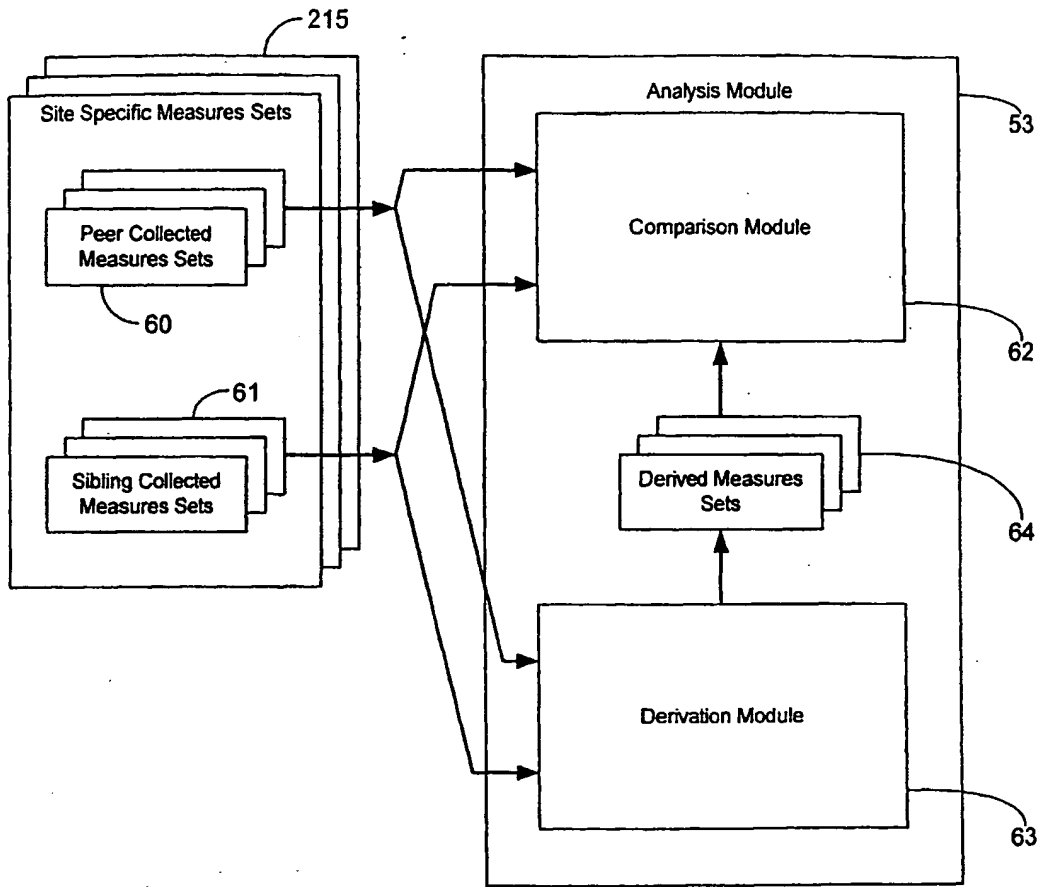 215
Site Specific Measures Sets
Peer Collected
Measures Sets
60
61
Sibling Collected
Measures Sets
Analysis Module
53
Comparison Module
62
Derived Measures
Sets
64
Derivation Module
63